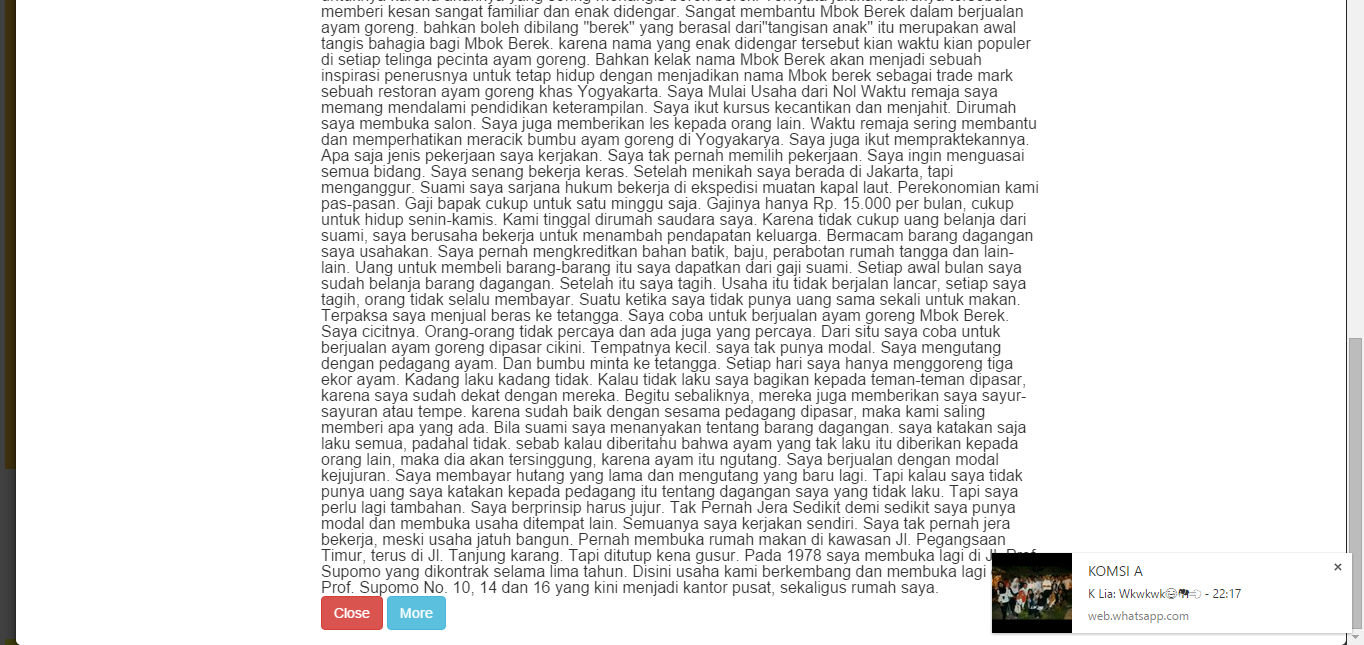 memberi kesan sangat familiar dan enak didengar. Sangat membantu Mbok Berek dalam berjualan
ayam goreng. bahkan boleh dibilang "berek" yang berasal dari"tangisan anak" itu merupakan awal
tangis bahagia bagi Mbok Berek. karena nama yang enak didengar tersebut kian waktu kian populer
di setiap telinga pecinta ayam goreng. Bahkan kelak nama Mbok Berek akan menjadi sebuah
inspirasi penerusnya untuk tetap hidup dengan menjadikan nama Mbok berek sebagai trade mark
sebuah restoran ayam goreng khas Yogyakarta. Saya Mulai Usaha dari Nol Waktu remaja saya
memang mendalami pendidikan keterampilan. Saya ikut kursus kecantikan dan menjahit. Dirumah
saya membuka salon. Saya juga memberikan les kepada orang lain. Waktu remaja sering membantu
dan memperhatikan meracik bumbu ayam goreng di Yogyakarya. Saya juga ikut mempraktekannya.
Apa saja jenis pekerjaan saya kerjakan. Saya tak pernah memilih pekerjaan. Saya ingin menguasai
semua bidang. Saya senang bekerja keras. Setelah menikah saya berada di Jakarta, tapi
menganggur. Suami saya sarjana hukum bekerja di ekspedisi muatan kapal laut. Perekonomian kami
pas-pasan. Gaji bapak cukup untuk satu minggu saja. Gajinya hanya Rp. 15.000 per bulan, cukup
untuk hidup senin-kamis. Kami tinggal dirumah saudara saya. Karena tidak cukup uang belanja dari
suami, saya berusaha bekerja untuk menambah pendapatan keluarga. Bermacam barang dagangan
saya usahakan. Saya pernah mengkreditkan bahan batik, baju, perabotan rumah tangga dan lain-
lain. Uang untuk membeli barang-barang itu saya dapatkan dari gaji suami. Setiap awal bulan saya
sudah belanja barang dagangan. Setelah itu saya tagih. Usaha itu tidak berjalan lancar, setiap saya
tagih, orang tidak selalu membayar. Suatu ketika saya tidak punya uang sama sekali untuk makan.
Terpaksa saya menjual beras ke tetangga. Saya coba untuk berjualan ayam goreng Mbok Berek.
Saya cicitnya. Orang-orang tidak percaya dan ada juga yang percaya. Dari situ saya coba untuk
berjualan ayam goreng dipasar cikini. Tempatnya kecil. saya tak punya modal. Saya mengutang
dengan pedagang ayam. Dan bumbu minta ke tetangga. Setiap hari saya hanya menggoreng tiga
ekor ayam. Kadang laku kadang tidak. Kalau tidak laku saya bagikan kepada teman-teman dipasar,
karena saya sudah dekat dengan mereka. Begitu sebaliknya, mereka juga memberikan saya sayur-
sayuran atau tempe. karena sudah baik dengan sesama pedagang dipasar, maka kami saling
memberi apa yang ada. Bila suami saya menanyakan tentang barang dagangan. saya katakan saja
laku semua, padahal tidak. sebab kalau diberitahu bahwa ayam yang tak laku itu diberikan kepada
orang lain, maka dia akan tersinggung, karena ayam itu ngutang. Saya berjualan dengan modal
kejujuran. Saya membayar hutang yang lama dan mengutang yang baru lagi. Tapi kalau saya tidak
punya uang saya katakan kepada pedagang itu tentang dagangan saya yang tidak laku. Tapi saya
perlu lagi tambahan. Saya berprinsip harus jujur. Tak Pernah Jera Sedikit demi sedikit saya punya
modal dan membuka usaha ditempat lain. Semuanya saya kerjakan sendiri. Saya tak pernah jera
bekerja, meski usaha jatuh bangun. Pernah membuka rumah makan di kawasan Jl. Pegangsaan
Timur, terus di Jl. Tanjung karang. Tapi ditutup kena gusur. Pada 1978 saya membuka lagi di Jl. Prof.
Supomo yang dikontrak selama lima tahun. Disini usaha kami berkembang dan membuka lagi
Prof. Supomo No. 10, 14 dan 16 yang kini menjadi kantor pusat, sekaligus rumah saya.
Close More
KOMSI A
K Lia: Wkwkwk - 22:17
web.whatsapp.com